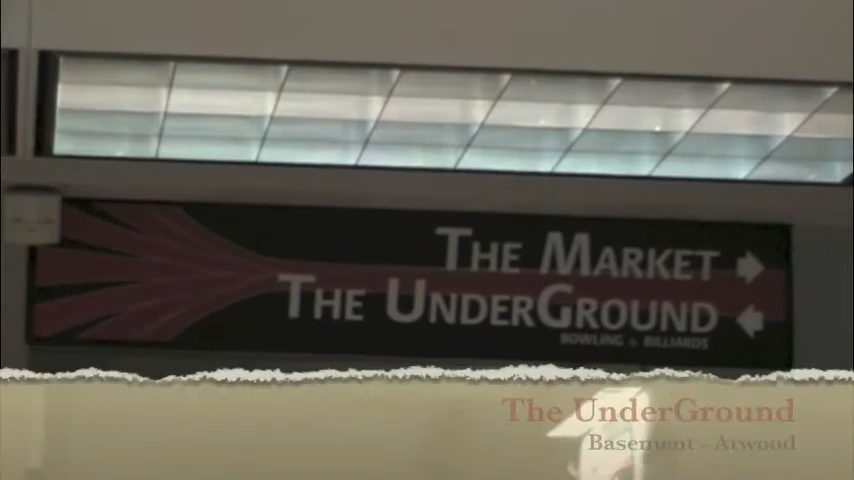 THE MARKET
THE UNDERGROUND
BOWLING & BILLIARDS
The UnderGround
Basement - Atwood